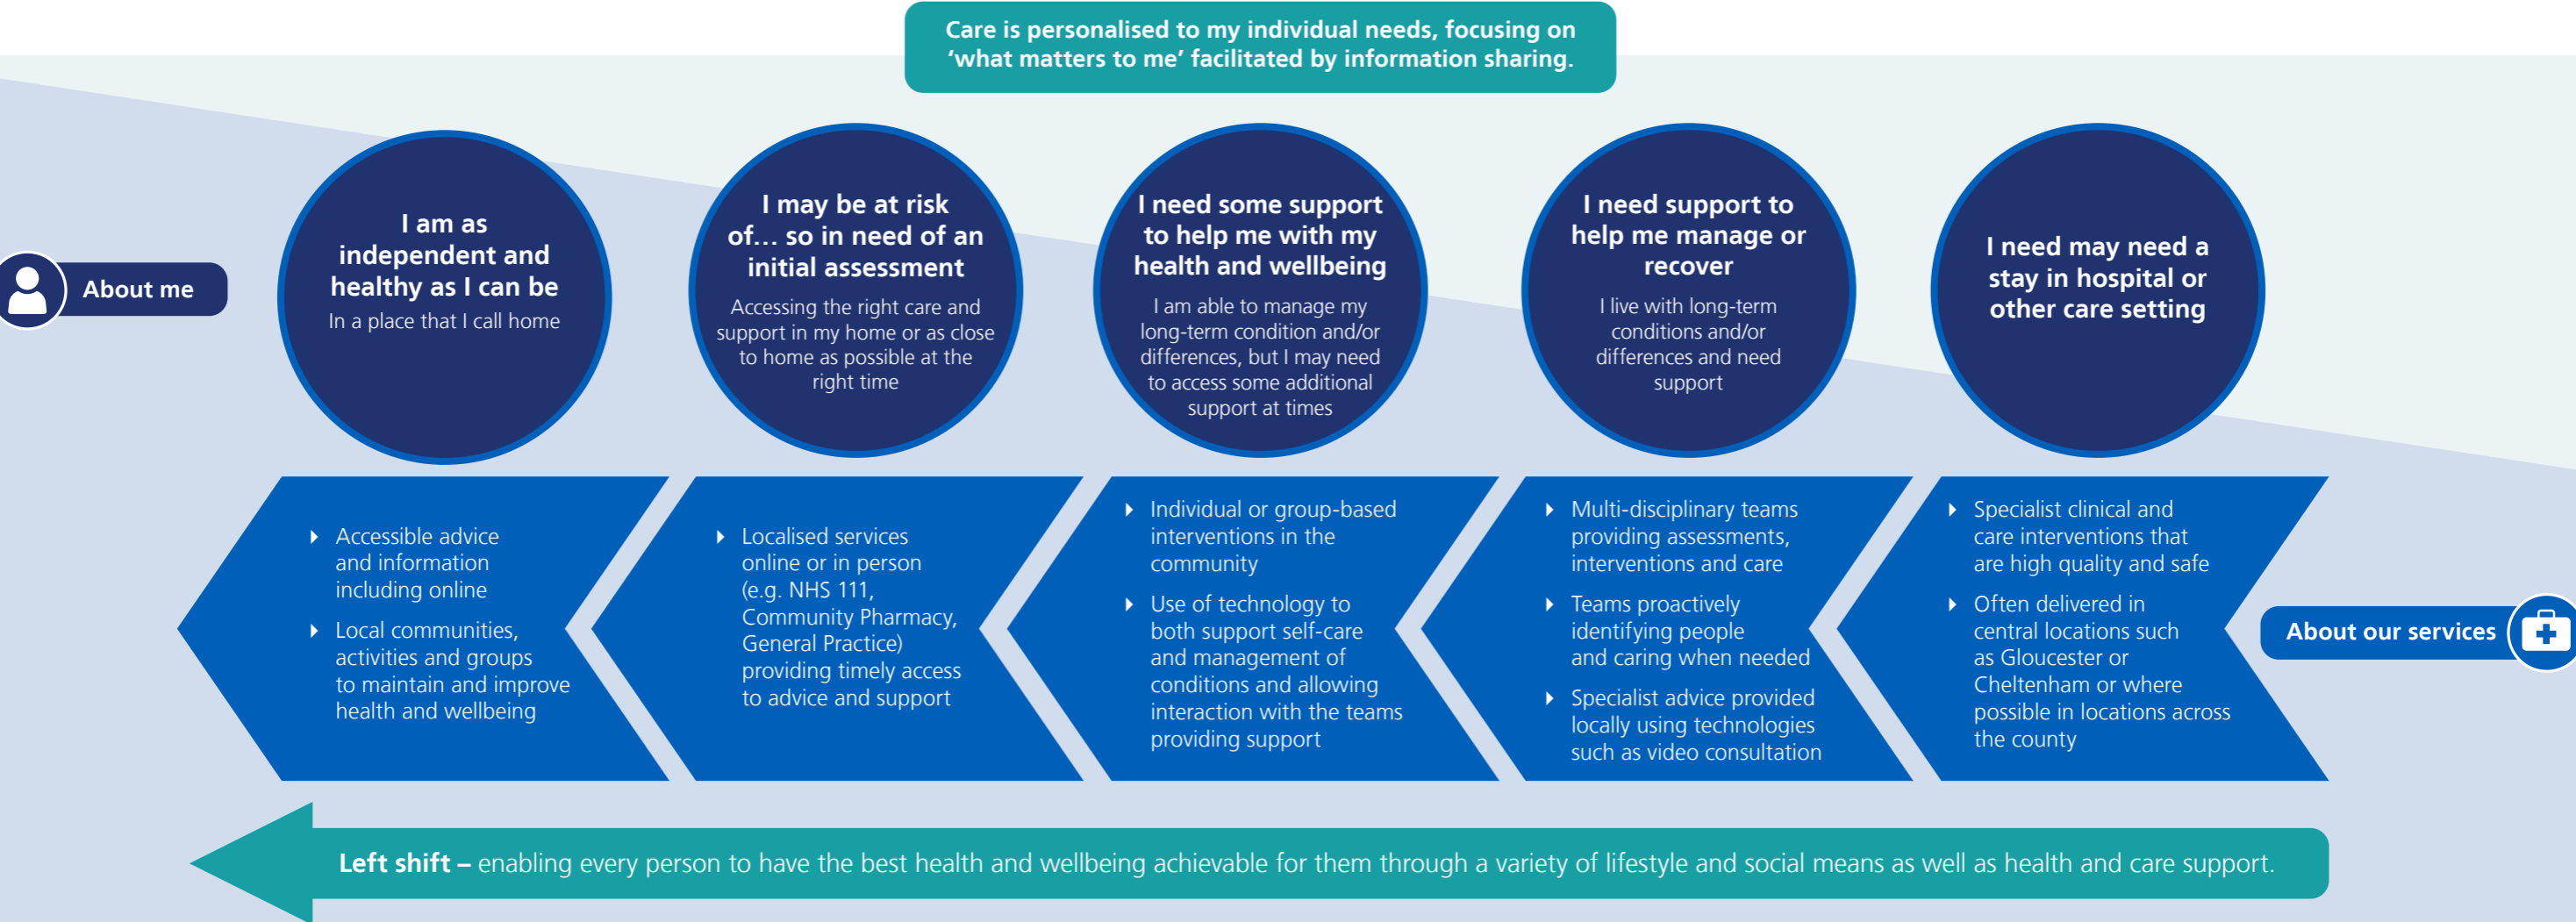 Care is personalised to my individual needs, focusing on
‘what matters to me’ facilitated by information sharing.
About me
I am as
independent and
healthy as I can be
In a place that I call home
I may be at risk
of… so in need of an
initial assessment
Accessing the right care and
support in my home or as close
to home as possible at the
right time
I need some support
to help me with my
health and wellbeing
I am able to manage my
long-term condition and/or
differences, but I may need
to access some additional
support at times
I need support to
help me manage or
recover
I live with long-term
conditions and/or
differences and need
support
I need may need a
stay in hospital or
other care setting
Accessible advice
and information
including online
Local communities,
activities and groups
to maintain and improve
health and wellbeing
Localised services
online or in person
(e.g. NHS 111,
Community Pharmacy,
General Practice)
providing timely access
to advice and support
Individual or group-based
interventions in the
community
Use of technology to
both support self-care
and management of
conditions and allowing
interaction with the teams
providing support
Multi-disciplinary teams
providing assessments,
interventions and care
Teams proactively
identifying people
and caring when needed
Specialist advice provided
locally using technologies
such as video consultation
Specialist clinical and
care interventions that
are high quality and safe
Often delivered in
central locations such
as Gloucester or
Cheltenham or where
possible in locations across
the county
About our services
Left shift – enabling every person to have the best health and wellbeing achievable for them through a variety of lifestyle and social means as well as health and care support.